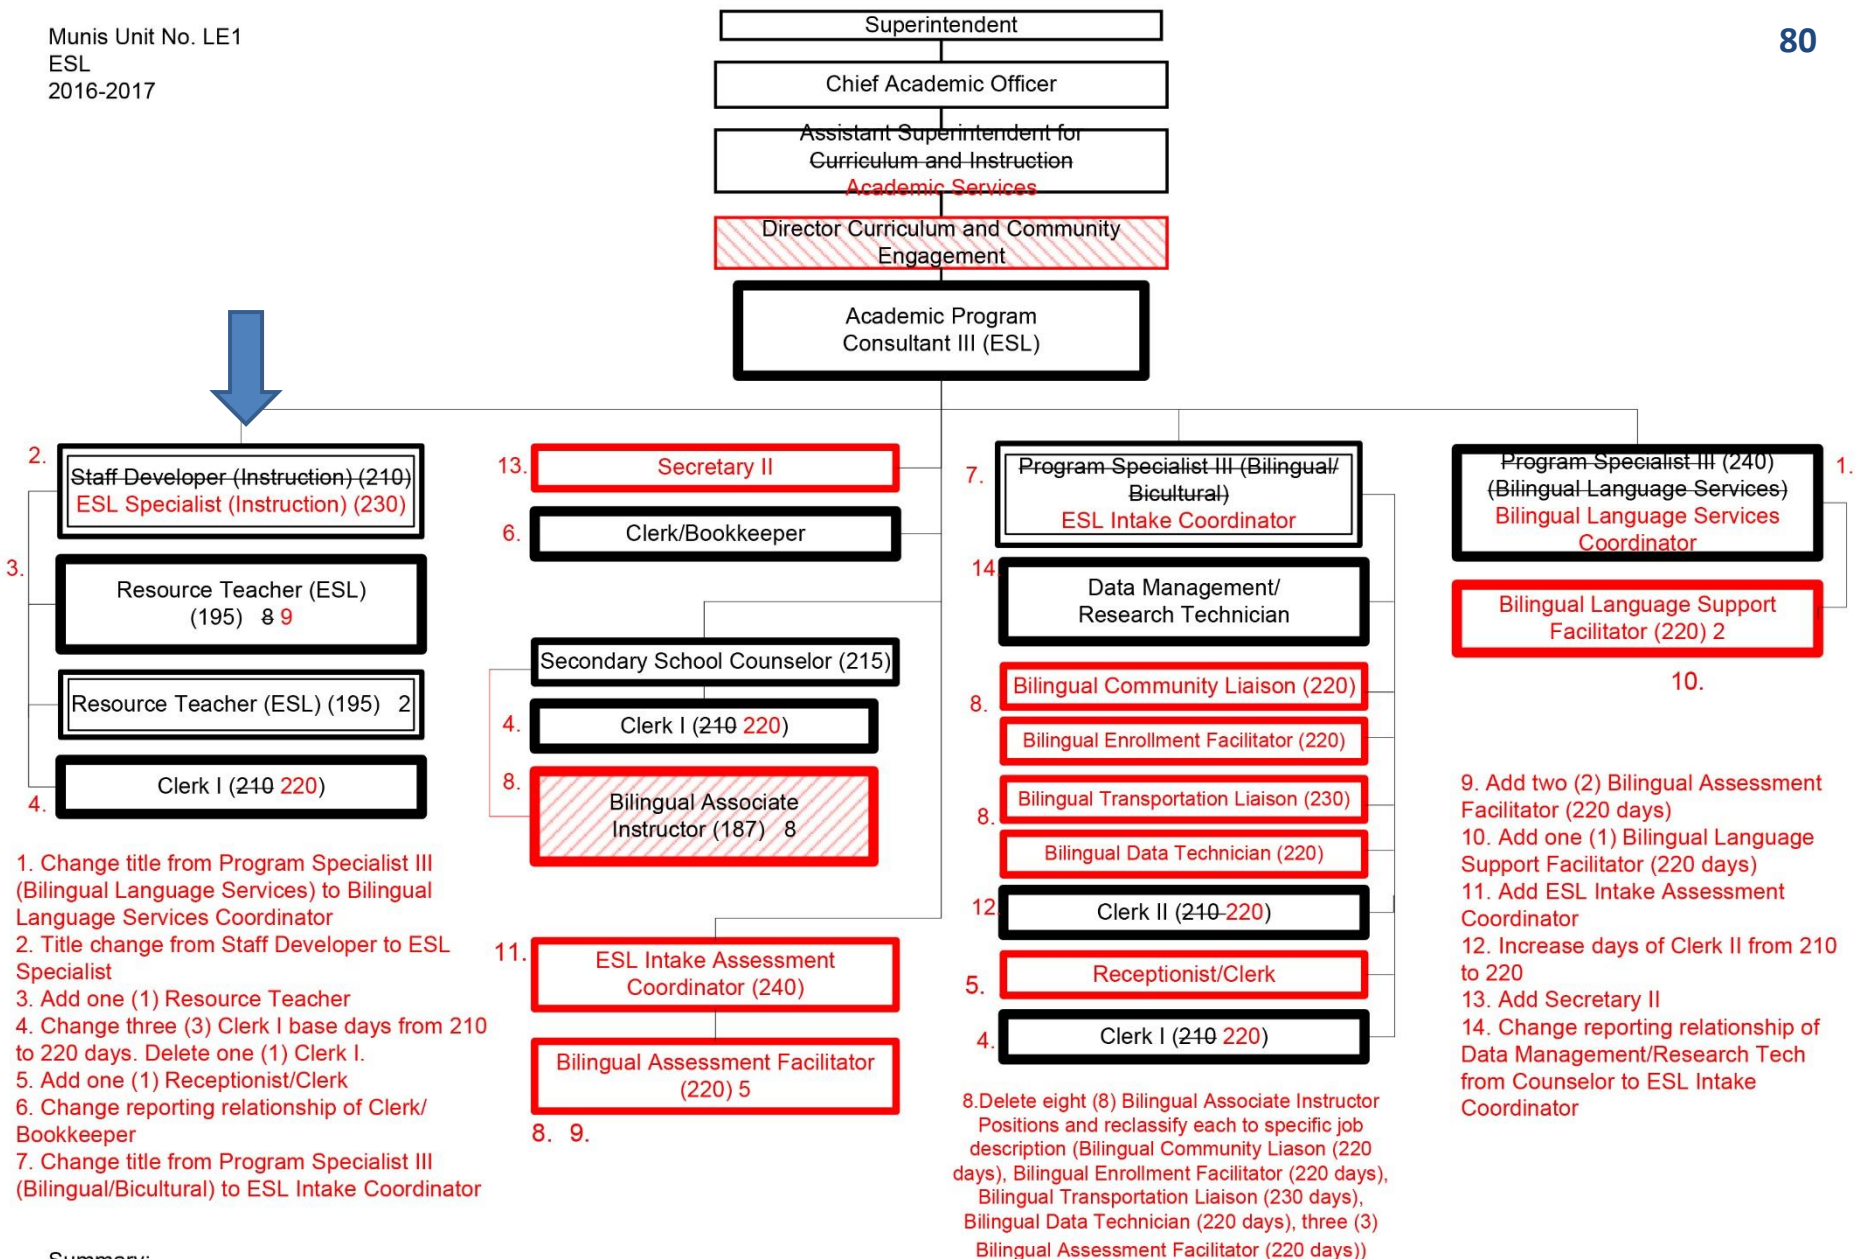 Munis Unit No. LE1
ESL
2016-2017
80
Superintendent
Chief Academic Officer
Assistant Superintendent for
Curriculum and Instruction
Academic Services
Director Curriculum and Community
Engagement
Academic Program
Consultant III (ESL)
2.
Staff Developer (Instruction) (210)
ESL Specialist (Instruction) (230)
3.
Resource Teacher (ESL)
(195) 8 9
Resource Teacher (ESL) (195) 2
Clerk I (210 220)
4.
13.
Secretary II
6.
Clerk/Bookkeeper
Secondary School Counselor (215)
4.
Clerk I (210 220)
8.
Bilingual Associate
Instructor (187) 8
11.
ESL Intake Assessment
Coordinator (240)
Bilingual Assessment Facilitator
(220) 5
8. 9.
7.
Program Specialist III (Bilingual/
Bicultural)
ESL Intake Coordinator
14.
Data Management/
Research Technician
Bilingual Community Liaison (220)
8.
Bilingual Enrollment Facilitator (220)
Bilingual Transportation Liaison (230)
8.
Bilingual Data Technician (220)
12.
Clerk II (210 220)
Receptionist/Clerk
5.
Clerk I (210 220)
4.
Program Specialist III (240)
(Bilingual Language Services)
Bilingual Language Services
Coordinator
1.
Bilingual Language Support
Facilitator (220) 2
10.
1. Change title from Program Specialist III
(Bilingual Language Services) to Bilingual
Language Services Coordinator
2. Title change from Staff Developer to ESL
Specialist
3. Add one (1) Resource Teacher
4. Change three (3) Clerk I base days from 210
to 220 days. Delete one (1) Clerk I.
5. Add one (1) Receptionist/Clerk
6. Change reporting relationship of Clerk/
Bookkeeper
7. Change title from Program Specialist III
(Bilingual/Bicultural) to ESL Intake Coordinator
8.Delete eight (8) Bilingual Associate Instructor
Positions and reclassify each to specific job
description (Bilingual Community Liason (220
days), Bilingual Enrollment Facilitator (220 days),
Bilingual Transportation Liaison (230 days),
Bilingual Data Technician (220 days), three (3)
Bilingual Assessment Facilitator (220 days))
9. Add two (2) Bilingual Assessment
Facilitator (220 days)
10. Add one (1) Bilingual Language
Support Facilitator (220 days)
11. Add ESL Intake Assessment
Coordinator
12. Increase days of Clerk II from 210
to 220
13. Add Secretary II
14. Change reporting relationship of
Data Management/Research Tech
from Counselor to ESL Intake
Coordinator
Summary: